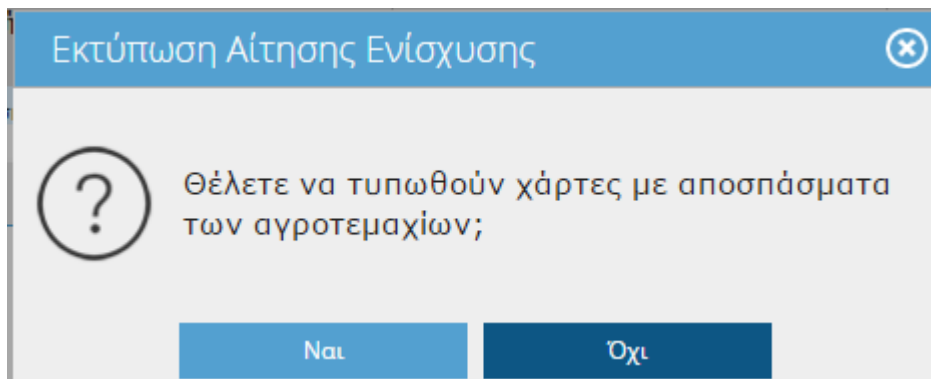 Εκτύπωση Αίτησης Ενίσχυσης
Θέλετε να τυπωθούν χάρτες με αποσπάσματα
των αγροτεμαχίων;
Ναι
Όχι